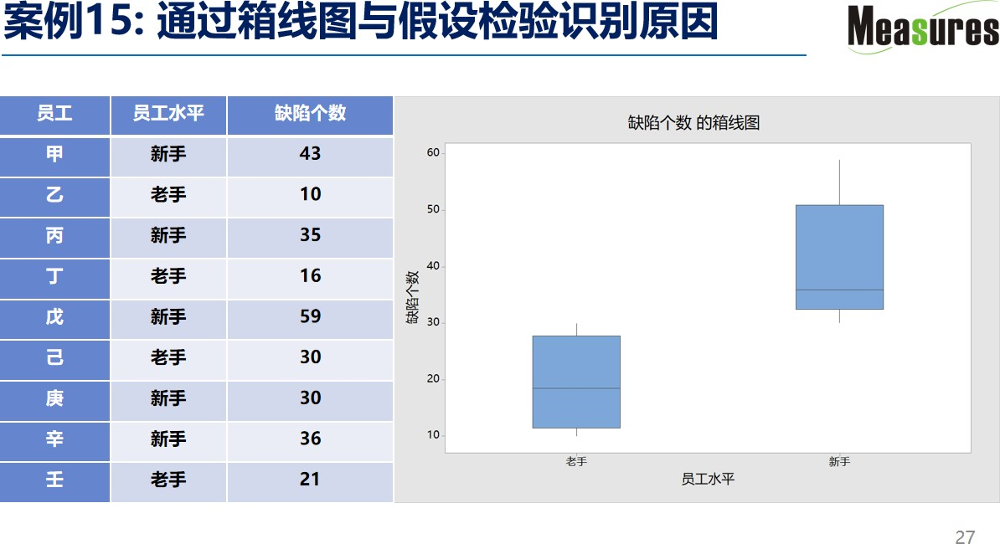 案例15: 通过箱线图与假设检验识别原因
Measures
员工 员工水平 缺陷个数
甲 新手 43
乙 老手 10
丙 新手 35
丁 老手 16
戊 新手 59
己 老手 30
庚 新手 30
辛 新手 36
壬 老手 21
缺陷个数 的箱线图
60
50
40
30
20
10
缺陷个数
老手 新手
员工水平
27